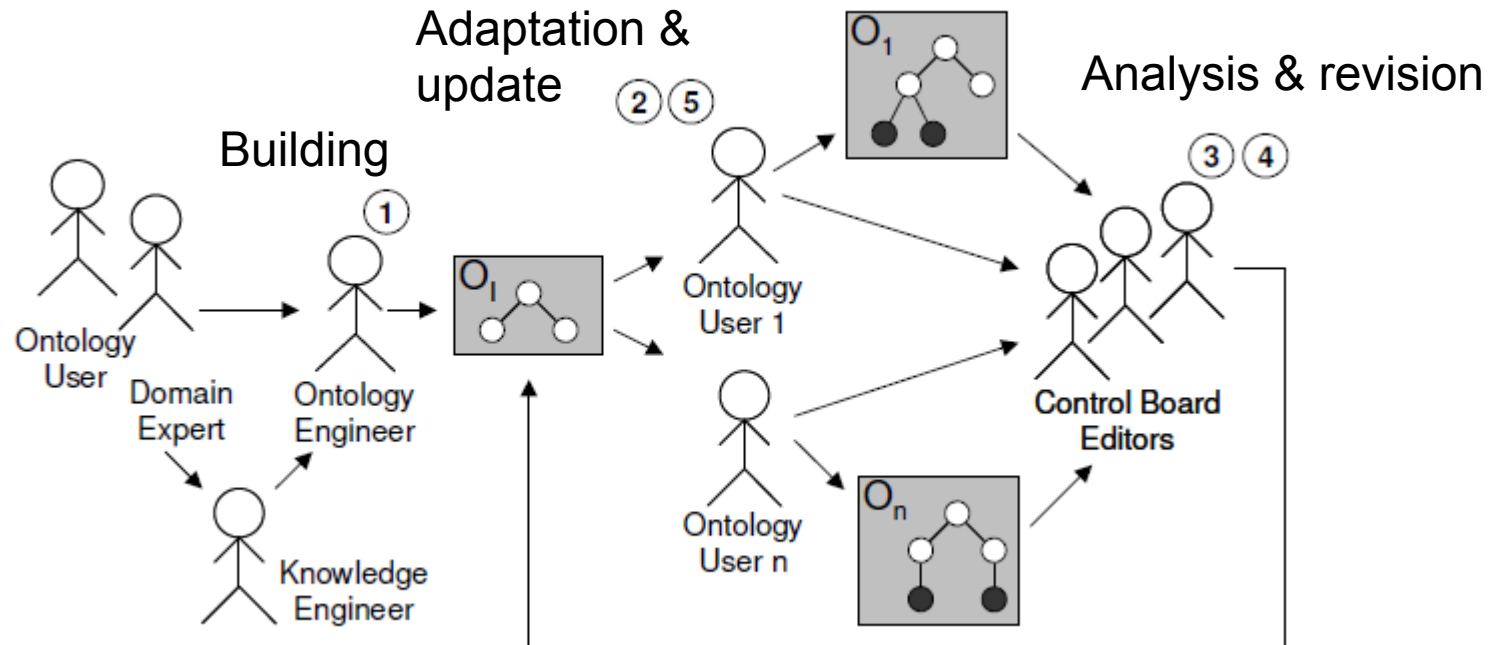 Adaptation &
update
Building
Analysis & revision
1
2 5
3 4
O1
OI
On
Ontology
User
Domain
Expert
Ontology
Engineer
Knowledge
Engineer
Ontology
User 1
Ontology
User n
Control Board
Editors